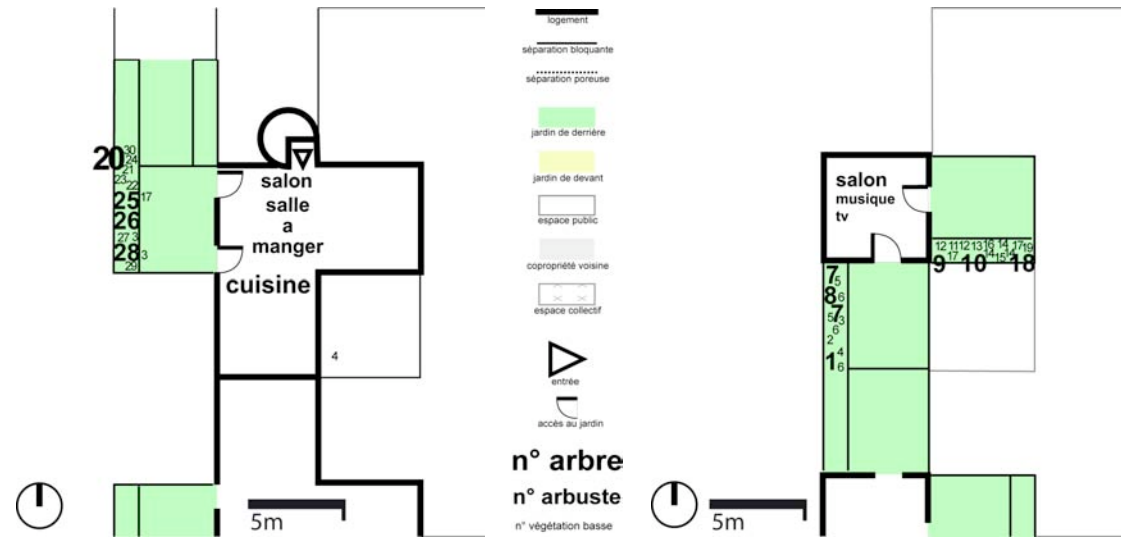 30
20 24
21
23
22
25 17
26
27 3
28 3
29
salon
salle
a
manger
cuisine
4
5m
logement
séparation bloquante
séparation poreuse
jardin de derrière
jardin de devant
espace public
copropriété voisine
espace collectif
entrée
accès au jardin
n° arbre
n° arbuste
n° végétation basse
salon
musique
tv
12 11 12 13 16 14 17 19
17 14 15
9 10 18
7 5
8 6
5 7 3
6
2
4
1 6
5m